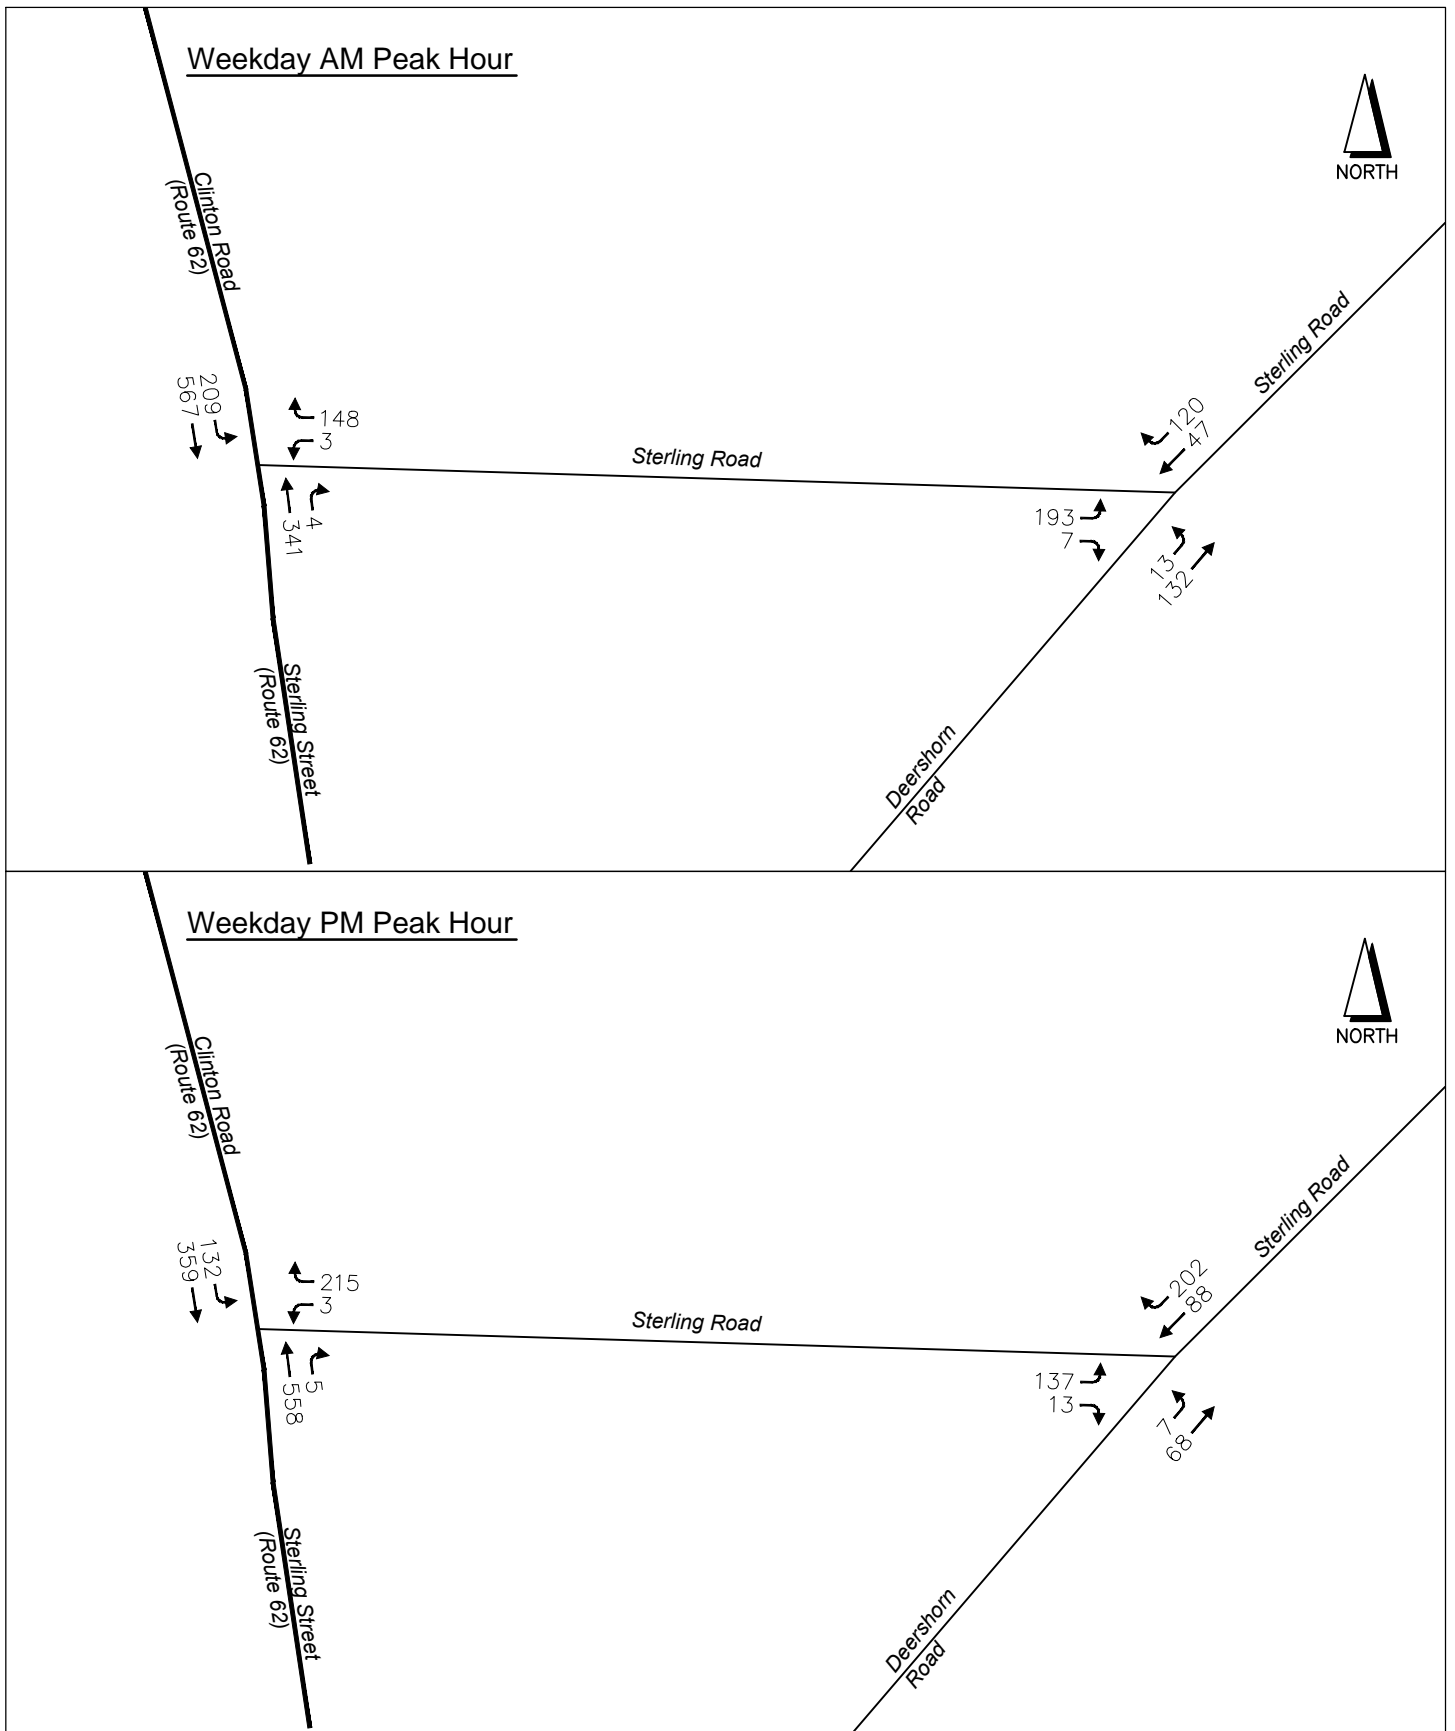 Weekday AM Peak Hour
NORTH
Clinton Road
(Route 62)
Sterling Road
209
567
148
3
120
47
Sterling Road
4
341
193
7
13
132
Sterling Street
(Route 62)
Deershorn
Road
Weekday PM Peak Hour
NORTH
Clinton Road
(Route 62)
Sterling Road
132
359
215
3
202
88
Sterling Road
5
558
137
13
7
68
Sterling Street
(Route 62)
Deershorn
Road